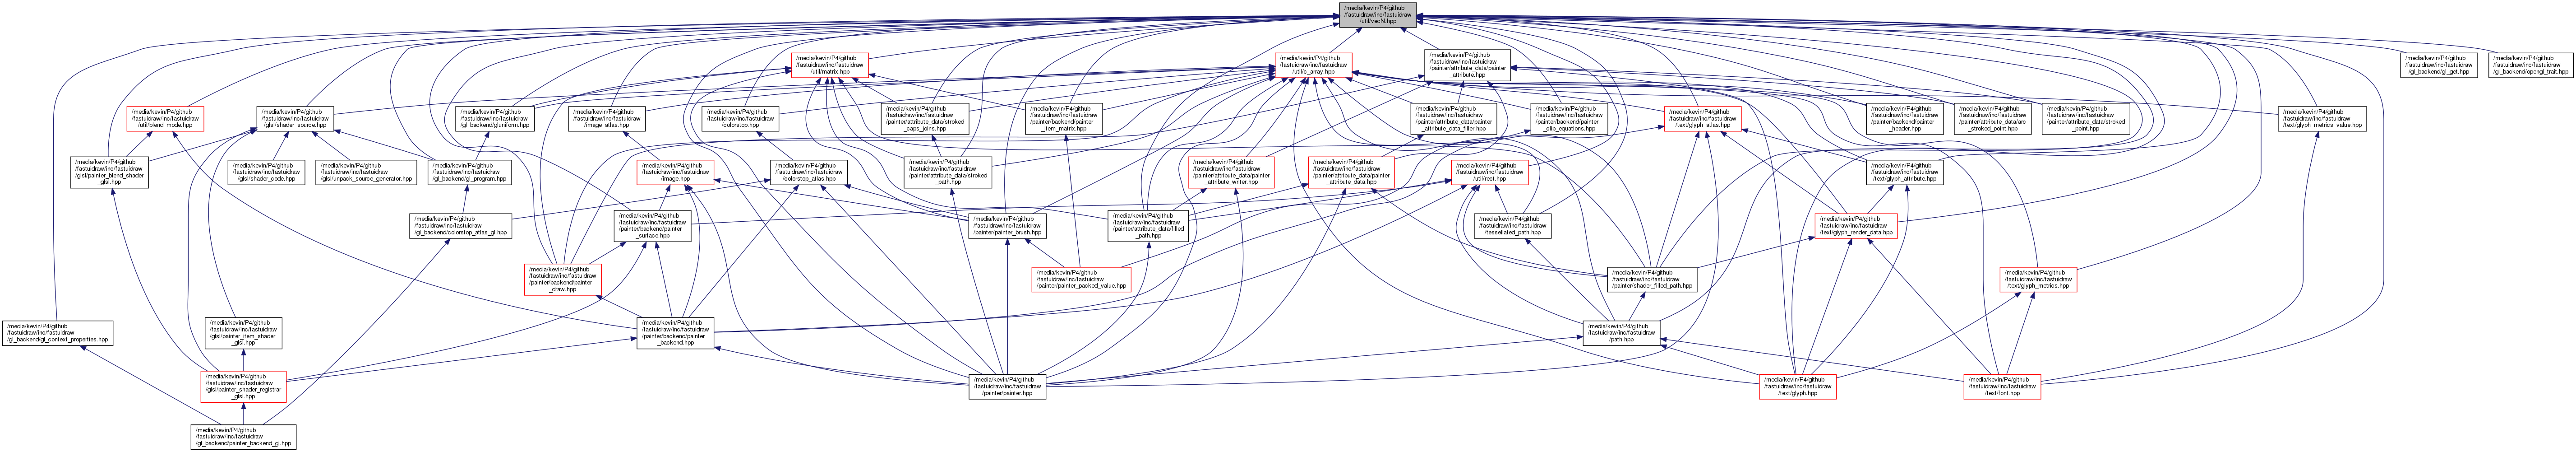 /media/kevin/P4/github
/fastuidraw/inc/fastuidraw
/util/vecN.hpp
/media/kevin/P4/github
/fastuidraw/inc/fastuidraw
/util/matrix.hpp
/media/kevin/P4/github
/fastuidraw/inc/fastuidraw
/util/c_array.hpp
/media/kevin/P4/github
/fastuidraw/inc/fastuidraw
/painter/attribute_data/painter
_attribute.hpp
/media/kevin/P4/github
/fastuidraw/inc/fastuidraw
/gl_backend/gl_get.hpp
/media/kevin/P4/github
/fastuidraw/inc/fastuidraw
/gl_backend/opengl_trait.hpp
/media/kevin/P4/github
/fastuidraw/inc/fastuidraw
/util/blend_mode.hpp
/media/kevin/P4/github
/fastuidraw/inc/fastuidraw
/glsl/shader_source.hpp
/media/kevin/P4/github
/fastuidraw/inc/fastuidraw
/gl_backend/gluniform.hpp
/media/kevin/P4/github
/fastuidraw/inc/fastuidraw
/image_atlas.hpp
/media/kevin/P4/github
/fastuidraw/inc/fastuidraw
/colorstop.hpp
/media/kevin/P4/github
/fastuidraw/inc/fastuidraw
/painter/attribute_data/stroked
_caps_joins.hpp
/media/kevin/P4/github
/fastuidraw/inc/fastuidraw
/painter/backend/painter
_item_matrix.hpp
/media/kevin/P4/github
/fastuidraw/inc/fastuidraw
/painter/attribute_data/painter
_attribute_data_filler.hpp
/media/kevin/P4/github
/fastuidraw/inc/fastuidraw
/painter/backend/painter
_clip_equations.hpp
/media/kevin/P4/github
/fastuidraw/inc/fastuidraw
/text/glyph_atlas.hpp
/media/kevin/P4/github
/fastuidraw/inc/fastuidraw
/painter/backend/painter
_header.hpp
/media/kevin/P4/github
/fastuidraw/inc/fastuidraw
/painter/attribute_data/arc
_stroked_point.hpp
/media/kevin/P4/github
/fastuidraw/inc/fastuidraw
/painter/attribute_data/stroked
_point.hpp
/media/kevin/P4/github
/fastuidraw/inc/fastuidraw
/text/glyph_metrics_value.hpp
/media/kevin/P4/github
/fastuidraw/inc/fastuidraw
/glsl/painter_blend_shader
_glsl.hpp
/media/kevin/P4/github
/fastuidraw/inc/fastuidraw
/glsl/shader_code.hpp
/media/kevin/P4/github
/fastuidraw/inc/fastuidraw
/glsl/unpack_source_generator.hpp
/media/kevin/P4/github
/fastuidraw/inc/fastuidraw
/gl_backend/gl_program.hpp
/media/kevin/P4/github
/fastuidraw/inc/fastuidraw
/image.hpp
/media/kevin/P4/github
/fastuidraw/inc/fastuidraw
/colorstop_atlas.hpp
/media/kevin/P4/github
/fastuidraw/inc/fastuidraw
/painter/attribute_data/stroked
_path.hpp
/media/kevin/P4/github
/fastuidraw/inc/fastuidraw
/painter/attribute_data/painter
_attribute_writer.hpp
/media/kevin/P4/github
/fastuidraw/inc/fastuidraw
/painter/attribute_data/painter
_attribute_data.hpp
/media/kevin/P4/github
/fastuidraw/inc/fastuidraw
/util/rect.hpp
/media/kevin/P4/github
/fastuidraw/inc/fastuidraw
/text/glyph_attribute.hpp
/media/kevin/P4/github
/fastuidraw/inc/fastuidraw
/gl_backend/colorstop_atlas_gl.hpp
/media/kevin/P4/github
/fastuidraw/inc/fastuidraw
/painter/backend/painter
_surface.hpp
/media/kevin/P4/github
/fastuidraw/inc/fastuidraw
/painter/painter_brush.hpp
/media/kevin/P4/github
/fastuidraw/inc/fastuidraw
/painter/attribute_data/filled
_path.hpp
/media/kevin/P4/github
/fastuidraw/inc/fastuidraw
/tessellated_path.hpp
/media/kevin/P4/github
/fastuidraw/inc/fastuidraw
/text/glyph_render_data.hpp
/media/kevin/P4/github
/fastuidraw/inc/fastuidraw
/painter/backend/painter
_draw.hpp
/media/kevin/P4/github
/fastuidraw/inc/fastuidraw
/painter/painter_packed_value.hpp
/media/kevin/P4/github
/fastuidraw/inc/fastuidraw
/painter/shader_filled_path.hpp
/media/kevin/P4/github
/fastuidraw/inc/fastuidraw
/text/glyph_metrics.hpp
/media/kevin/P4/github
/fastuidraw/inc/fastuidraw
/gl_backend/gl_context_properties.hpp
/media/kevin/P4/github
/fastuidraw/inc/fastuidraw
/glsl/painter_item_shader
_glsl.hpp
/media/kevin/P4/github
/fastuidraw/inc/fastuidraw
/painter/backend/painter
_backend.hpp
/media/kevin/P4/github
/fastuidraw/inc/fastuidraw
/path.hpp
/media/kevin/P4/github
/fastuidraw/inc/fastuidraw
/glsl/painter_shader_registrar
_glsl.hpp
/media/kevin/P4/github
/fastuidraw/inc/fastuidraw
/painter/painter.hpp
/media/kevin/P4/github
/fastuidraw/inc/fastuidraw
/text/glyph.hpp
/media/kevin/P4/github
/fastuidraw/inc/fastuidraw
/text/font.hpp
/media/kevin/P4/github
/fastuidraw/inc/fastuidraw
/gl_backend/painter_backend_gl.hpp